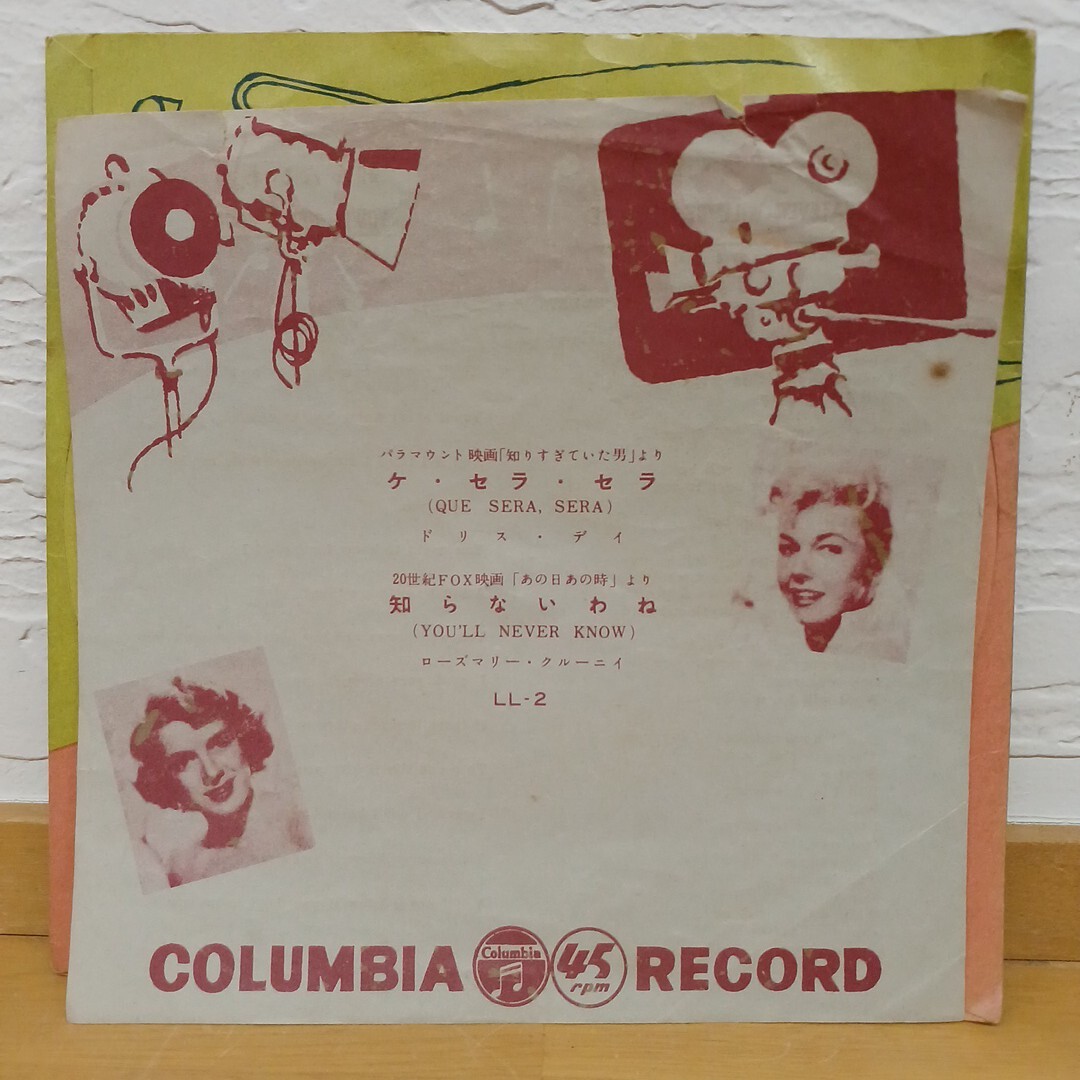 パラマウント映画「知りすぎていた男」より
ケ・セラ・セラ
(QUE SERA, SERA)
ドリス・デイ
20世紀FOX映画「あの日あの時」より
知らないわね
(YOU'LL NEVER KNOW)
ローズマリー・クルーニイ
LL-2
COLUMBIA Columbia 45 rpm RECORD